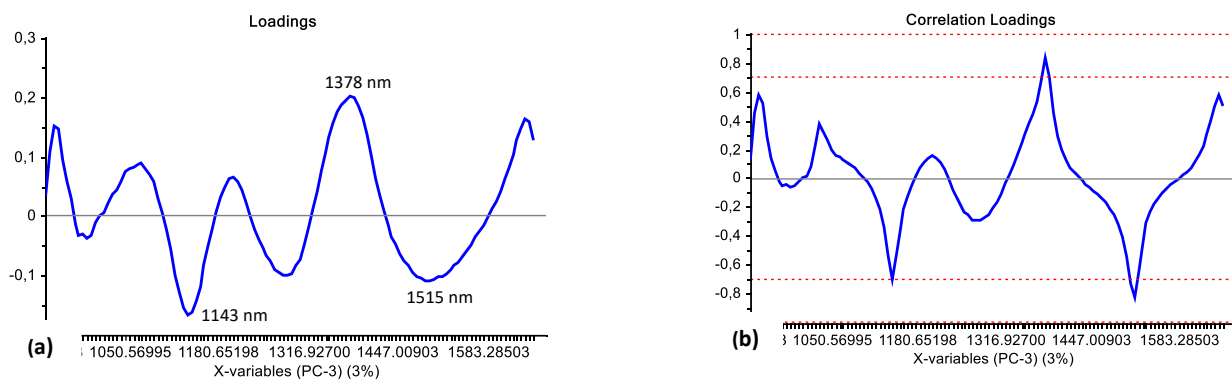 Loadings
0,3
0,2
0,1
0
-0,1
1378 nm
1143 nm
1515 nm
(a)
1050.56995 1180.65198 1316.92700 1447.00903 1583.28503
X-variables (PC-3) (3%)
Correlation Loadings
1
0,8
0,6
0,4
0,2
0
-0,2
-0,4
-0,6
-0,8
(b)
1050.56995 1180.65198 1316.92700 1447.00903 1583.28503
X-variables (PC-3) (3%)